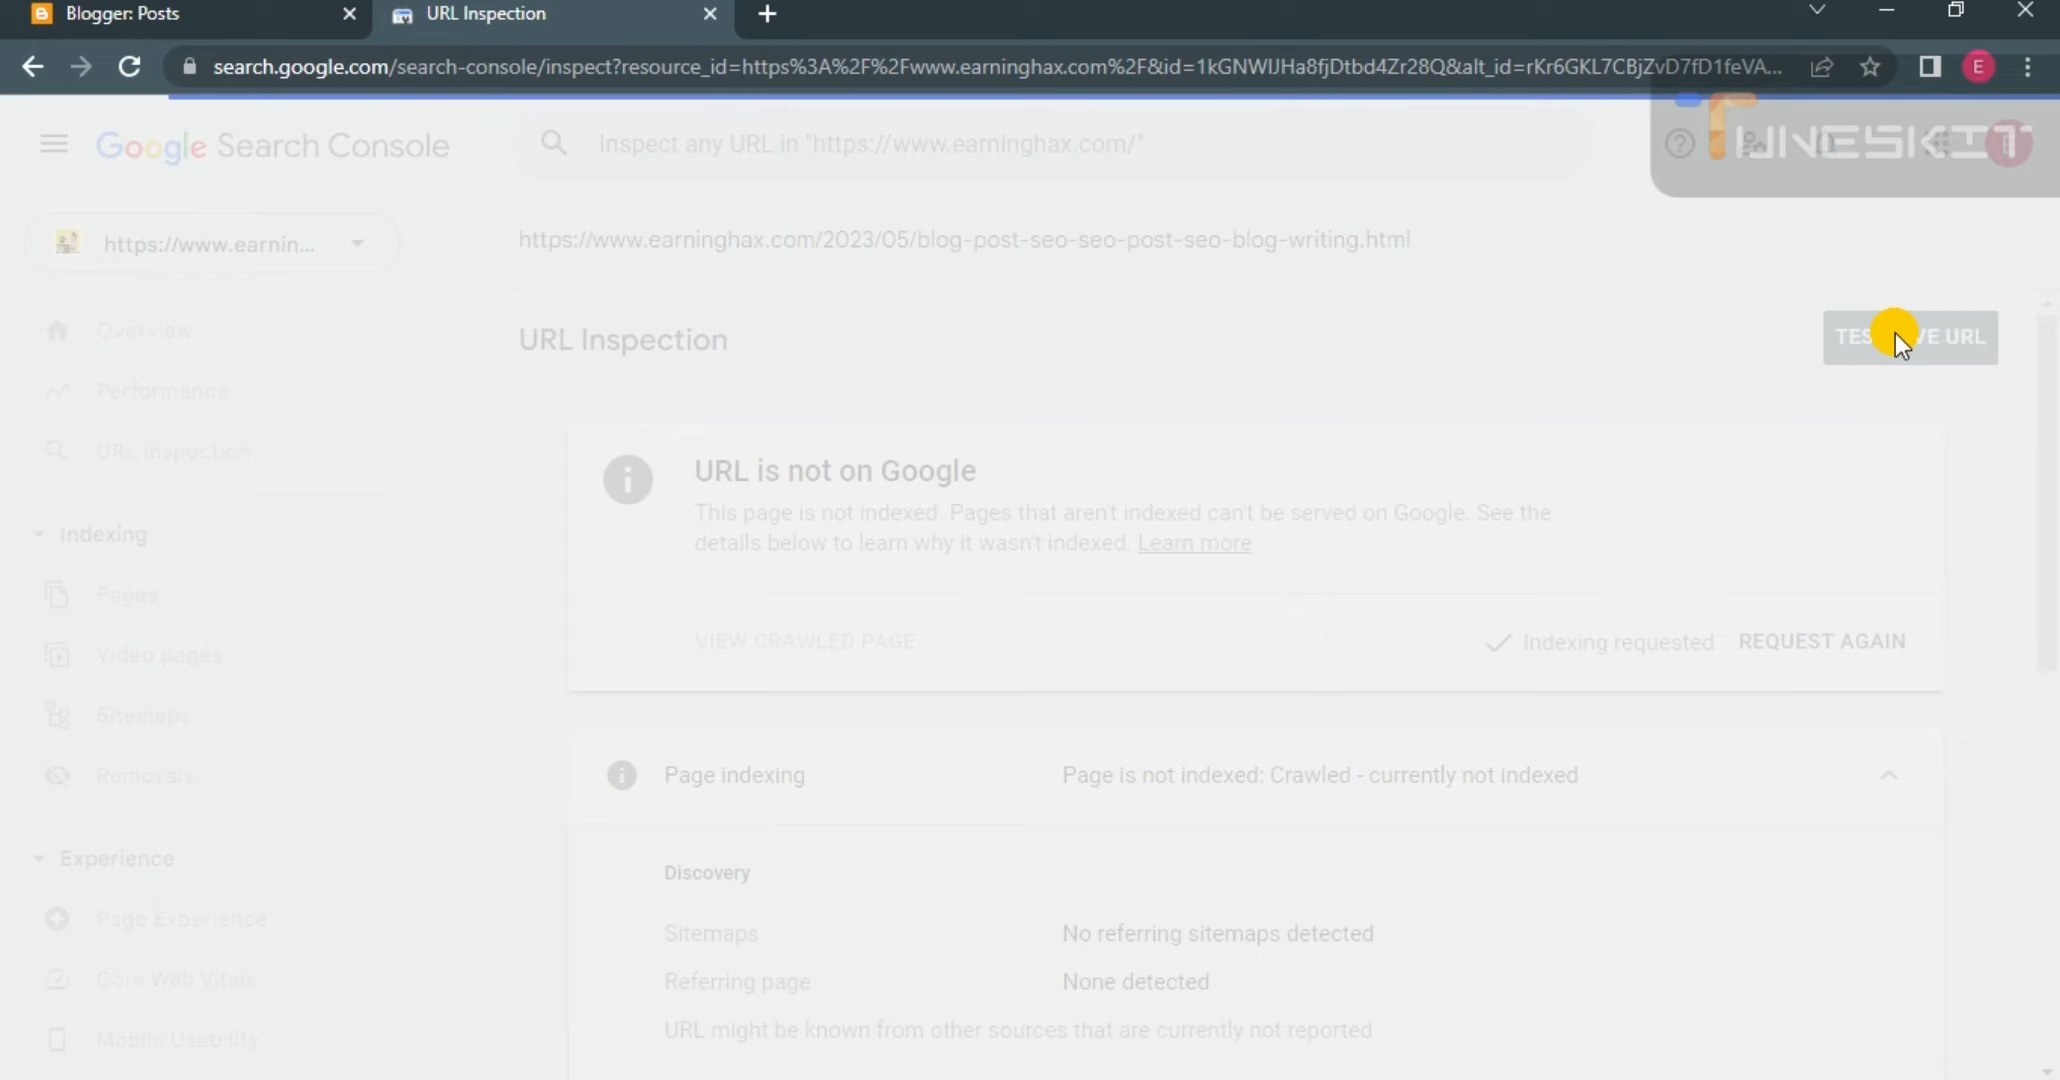 Blogger: Posts
URL Inspection
search.google.com/search-console/inspect?resource_id=https%3A%2F%2Fwww.earninghax.com%2F&id=1kGNWIJHa8fjDtbd4Zr28Q&alt_id=rKr6GKL7CBjZvD7fD1feVA...
E
Google Search Console
Inspect any URL in "https://www.earninghax.com/"
TUNESKIT
https://www.earnin...
https://www.earninghax.com/2023/05/blog-post-seo-seo-post-seo-blog-writing.html
Overview
URL Inspection
TES VE URL
Performance
URL inspection
URL is not on Google
This page is not indexed. Pages that aren't indexed can't be served on Google. See the
details below to learn why it wasn't indexed. Learn more
Indexing
Pages
VIEW CRAWLED PAGE
Indexing requested
REQUEST AGAIN
Video pages
Sitemaps
Removals
Page indexing
Page is not indexed: Crawled - currently not indexed
Experience
Discovery
Page Experience
Sitemaps
No referring sitemaps detected
Core Web Vitals
Referring page
None detected
Mobile Usability
URL might be known from other sources that are currently not reported